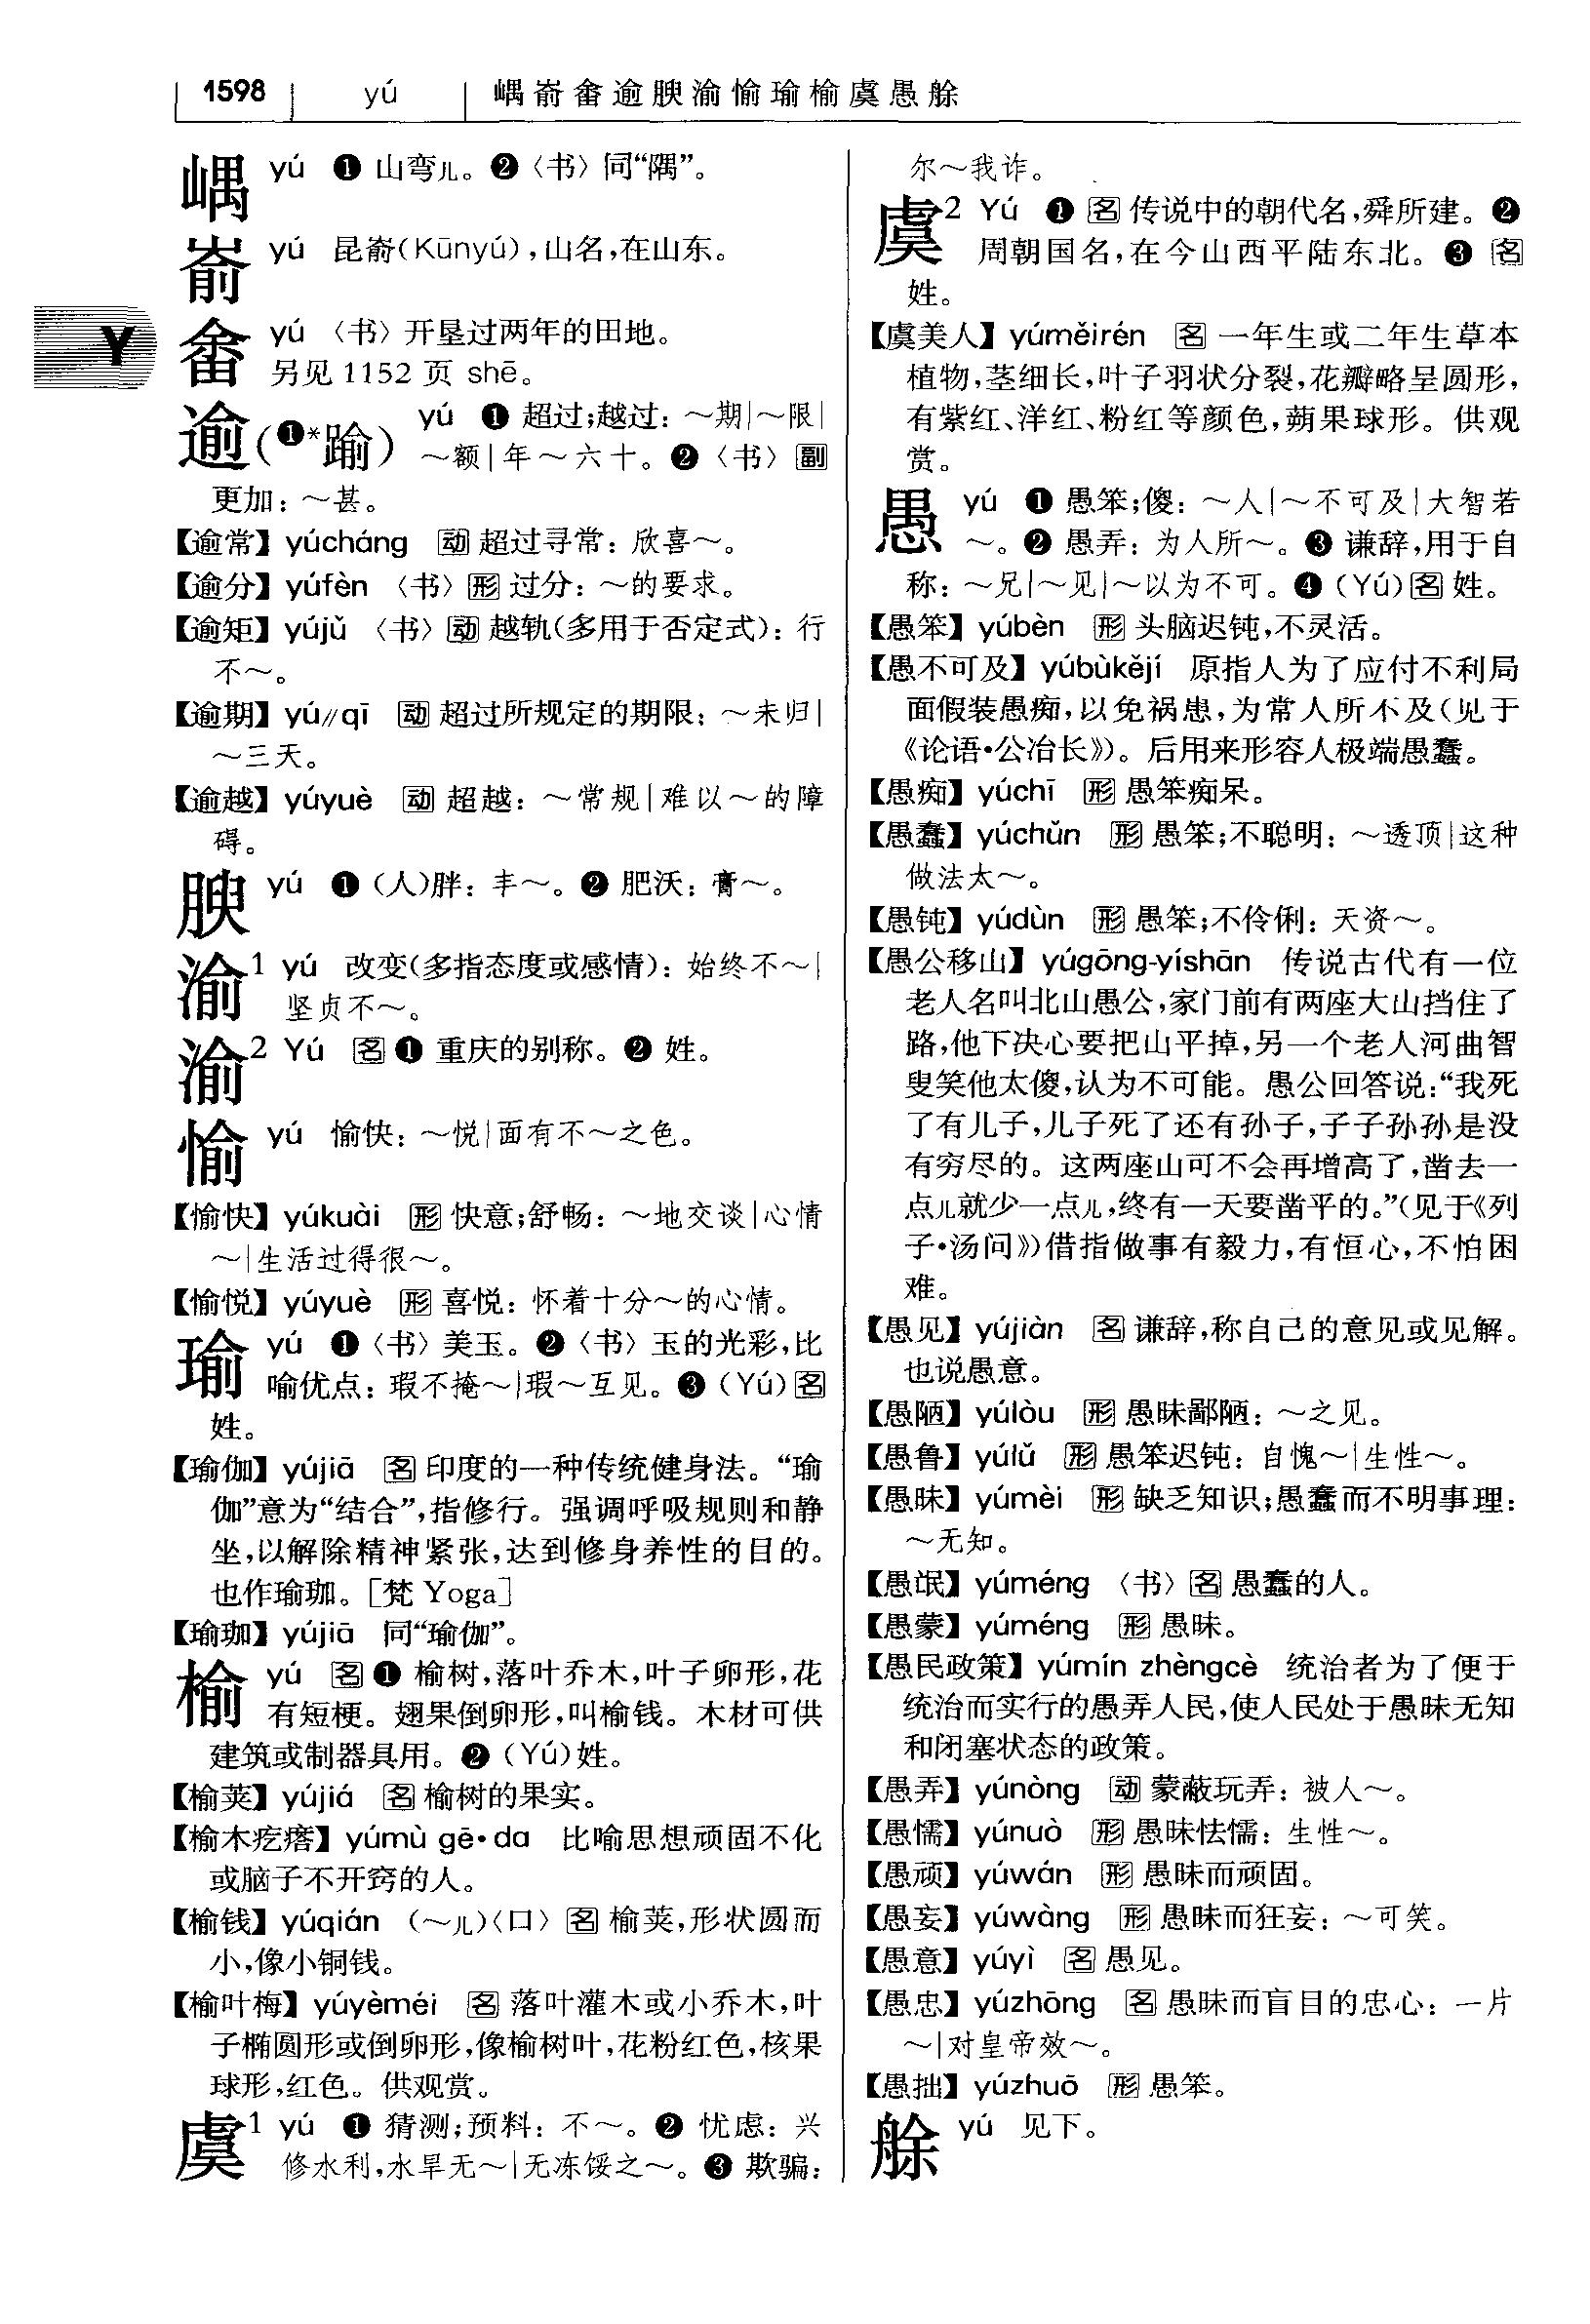 1598 yú 嵎嵛畬逾腴渝愉瑜榆虞愚艅
嵎 yú ❶ 山弯儿。❷〈书〉同“隅”。
嵛 yú 昆嵛(Kūnyú),山名,在山东。
畬 yú 〈书〉开垦过两年的田地。
另见 1152 页 shē。
逾(❶*踰) yú ❶ 超过;越过:～期|～限|
～额|年～六十。❷〈书〉副
更加:～甚。
【逾常】yúcháng 动 超过寻常:欣喜～。
【逾分】yúfèn 〈书〉形 过分:～的要求。
【逾矩】yújǔ 〈书〉动 越轨(多用于否定式):行
不～。
【逾期】yú∥qī 动 超过所规定的期限:～未归|
～三天。
【逾越】yúyuè 动 超越:～常规|难以～的障
碍。
腴 yú ❶ (人)胖:丰～。❷ 肥沃:膏～。
渝1 yú 改变(多指态度或感情):始终不～|
坚贞不～。
渝2 Yú 名 ❶ 重庆的别称。❷ 姓。
愉 yú 愉快:～悦|面有不～之色。
【愉快】yúkuài 形 快意;舒畅:～地交谈|心情
～|生活过得很～。
【愉悦】yúyuè 形 喜悦:怀着十分～的心情。
瑜 yú ❶〈书〉美玉。❷〈书〉玉的光彩,比
喻优点:瑕不掩～|瑕～互见。❸ (Yú) 名
姓。
【瑜伽】yújiā 名 印度的一种传统健身法。“瑜
伽”意为“结合”,指修行。强调呼吸规则和静
坐,以解除精神紧张,达到修身养性的目的。
也作瑜珈。[梵 Yoga]
【瑜珈】yújiā 同“瑜伽”。
榆 yú 名 ❶ 榆树,落叶乔木,叶子卵形,花
有短梗。翅果倒卵形,叫榆钱。木材可供
建筑或制器具用。❷ (Yú)姓。
【榆荚】yújiá 名 榆树的果实。
【榆木疙瘩】yúmù gē·da 比喻思想顽固不化
或脑子不开窍的人。
【榆钱】yúqián (～儿)〈口〉名 榆荚,形状圆而
小,像小铜钱。
【榆叶梅】yúyèméi 名 落叶灌木或小乔木,叶
子椭圆形或倒卵形,像榆树叶,花粉红色,核果
球形,红色。供观赏。
虞1 yú ❶ 猜测;预料:不～。❷ 忧虑:兴
修水利,水旱无～|无冻馁之～。❸ 欺骗:
Y
尔～我诈。
虞2 Yú ❶ 名 传说中的朝代名,舜所建。❷
周朝国名,在今山西平陆东北。❸ 名
姓。
【虞美人】yúměirén 名 一年生或二年生草本
植物,茎细长,叶子羽状分裂,花瓣略呈圆形,
有紫红、洋红、粉红等颜色,蒴果球形。供观
赏。
愚 yú ❶ 愚笨;傻:～人|～不可及|大智若
～。❷ 愚弄:为人所～。❸ 谦辞,用于自
称:～兄|～见|～以为不可。❹ (Yú) 名 姓。
【愚笨】yúbèn 形 头脑迟钝,不灵活。
【愚不可及】yúbùkějí 原指人为了应付不利局
面假装愚痴,以免祸患,为常人所不及(见于
《论语·公冶长》)。后用来形容人极端愚蠢。
【愚痴】yúchī 形 愚笨痴呆。
【愚蠢】yúchǔn 形 愚笨;不聪明:～透顶|这种
做法太～。
【愚钝】yúdùn 形 愚笨;不伶俐:天资～。
【愚公移山】yúgōng-yíshān 传说古代有一位
老人名叫北山愚公,家门前有两座大山挡住了
路,他下决心要把山平掉,另一个老人河曲智
叟笑他太傻,认为不可能。愚公回答说:“我死
了有儿子,儿子死了还有孙子,子子孙孙是没
有穷尽的。这两座山可不会再增高了,凿去一
点儿就少一点儿,终有一天要凿平的。”(见于《列
子·汤问》)借指做事有毅力,有恒心,不怕困
难。
【愚见】yújiàn 名 谦辞,称自己的意见或见解。
也说愚意。
【愚陋】yúlòu 形 愚昧鄙陋:～之见。
【愚鲁】yúlǔ 形 愚笨迟钝:自愧～|生性～。
【愚昧】yúmèi 形 缺乏知识;愚蠢而不明事理:
～无知。
【愚氓】yúméng 〈书〉名 愚蠢的人。
【愚蒙】yúméng 形 愚昧。
【愚民政策】yúmín zhèngcè 统治者为了便于
统治而实行的愚弄人民,使人民处于愚昧无知
和闭塞状态的政策。
【愚弄】yúnòng 动 蒙蔽玩弄:被人～。
【愚懦】yúnuò 形 愚昧怯懦:生性～。
【愚顽】yúwán 形 愚昧而顽固。
【愚妄】yúwàng 形 愚昧而狂妄:～可笑。
【愚意】yúyì 名 愚见。
【愚忠】yúzhōng 名 愚昧而盲目的忠心:一片
～|对皇帝效～。
【愚拙】yúzhuō 形 愚笨。
艅 yú 见下。